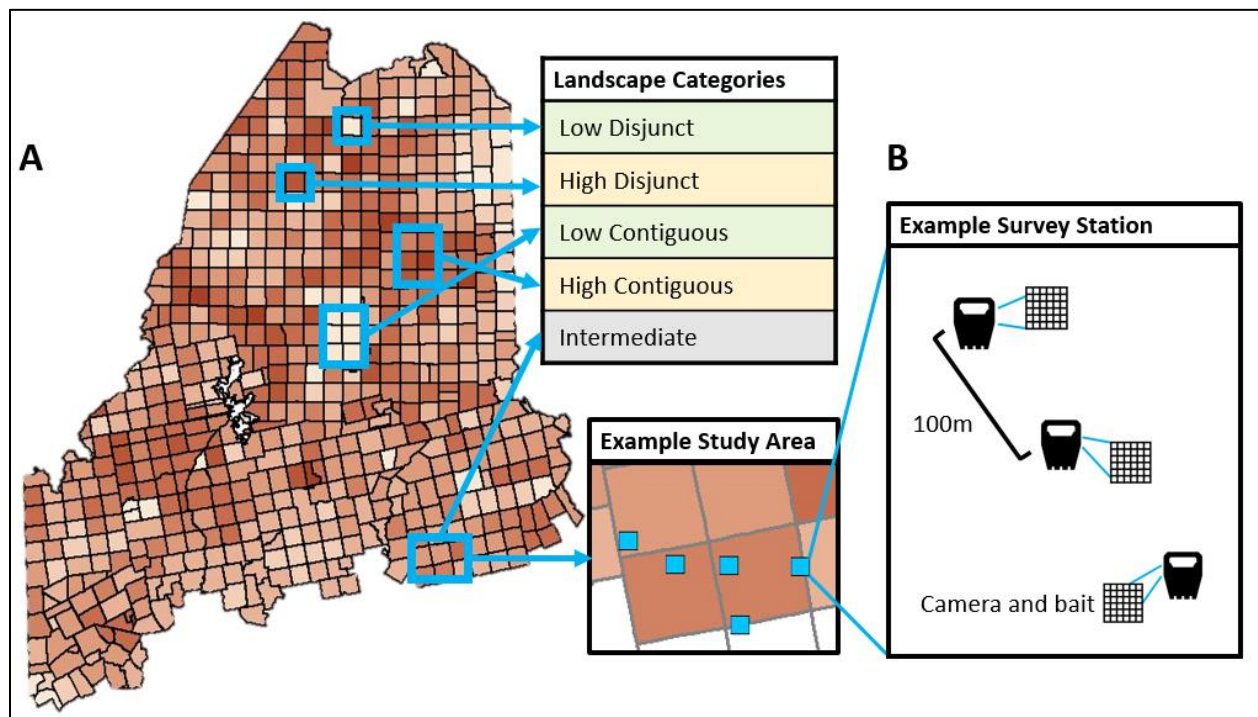 A
Landscape Categories
Low Disjunct
High Disjunct
Low Contiguous
High Contiguous
Intermediate
Example Study Area
B
Example Survey Station
100m
Camera and bait